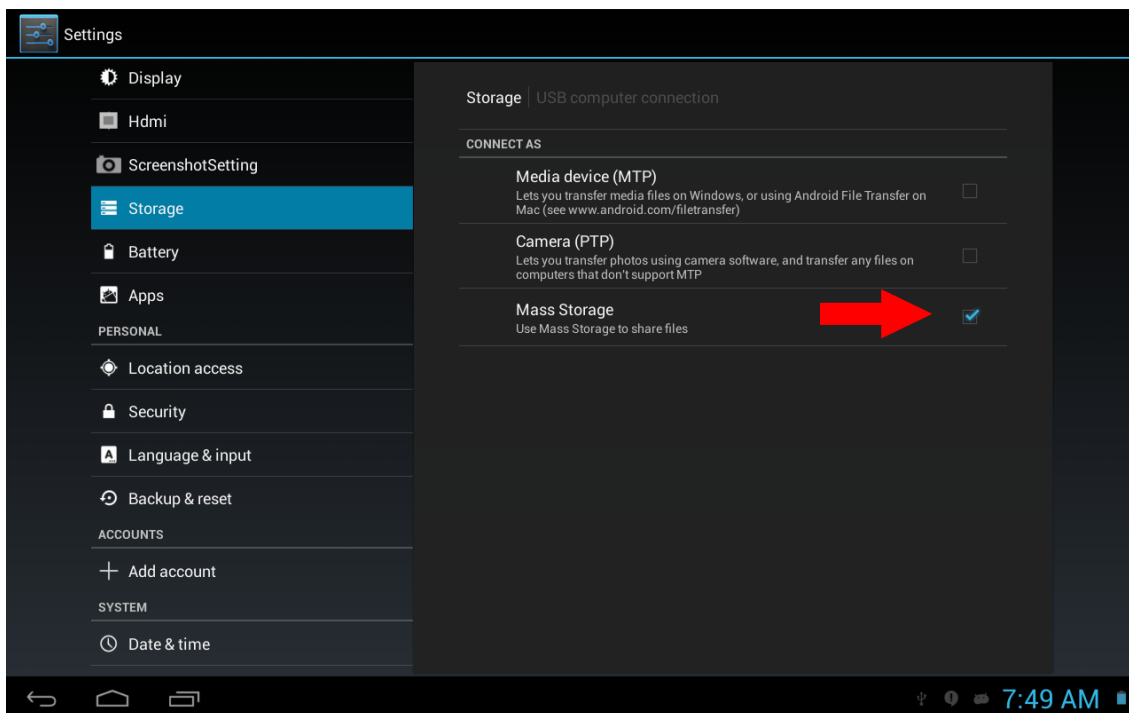 Settings
Display
Hdmi
ScreenshotSetting
Storage
Battery
Apps
PERSONAL
Location access
Security
Language & input
Backup & reset
ACCOUNTS
Add account
SYSTEM
Date & time
Storage | USB computer connection
CONNECT AS
Media device (MTP)
Lets you transfer media files on Windows, or using Android File Transfer on
Mac (see www.android.com/filetransfer)
Camera (PTP)
Lets you transfer photos using camera software, and transfer any files on
computers that don't support MTP
Mass Storage
Use Mass Storage to share files
7:49 AM